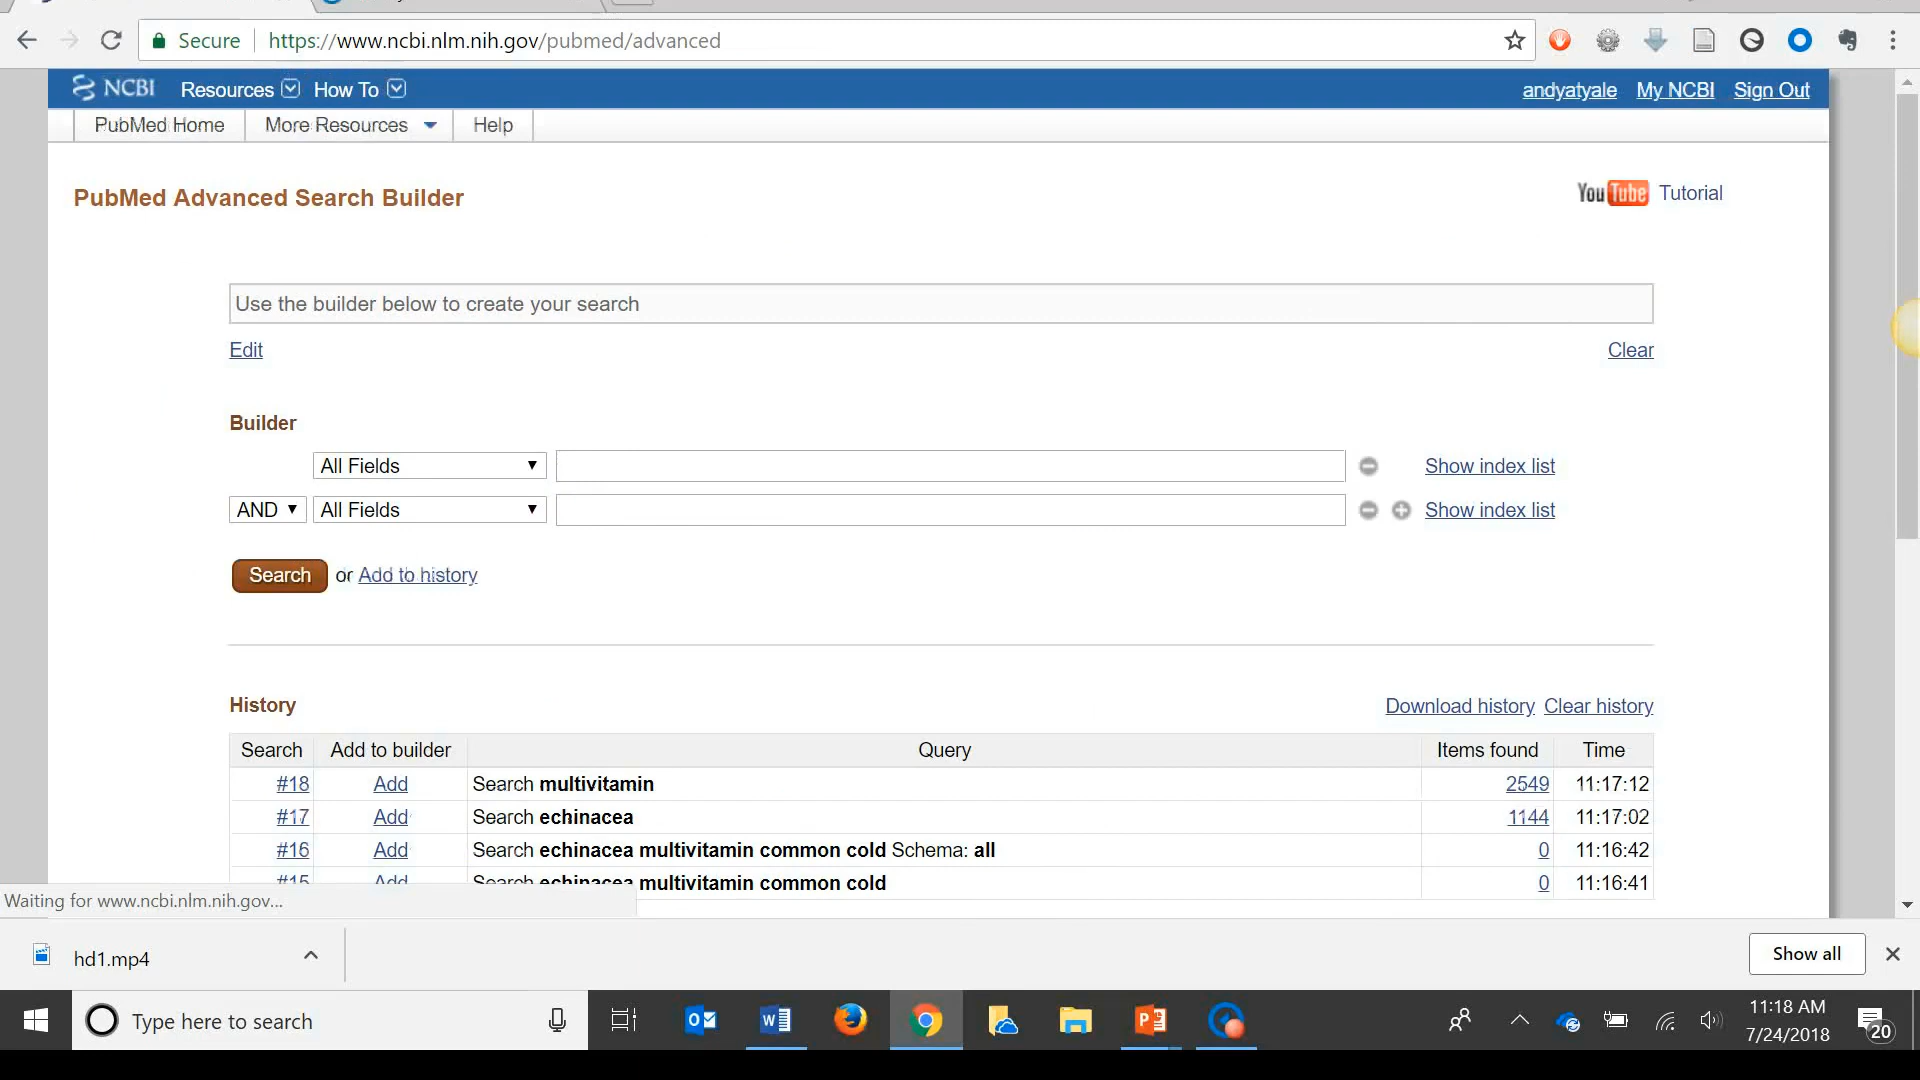 Secure https://www.ncbi.nlm.nih.gov/pubmed/advanced
NCBI Resources How To andyatyale My NCBI Sign Out
PubMed Home More Resources Help
PubMed Advanced Search Builder
YouTube Tutorial
Use the builder below to create your search
Edit Clear
Builder
All Fields Show index list
AND All Fields Show index list
Search or Add to history
History Download history Clear history
Search Add to builder Query Items found Time
#18 Add Search multivitamin 2549 11:17:12
#17 Add Search echinacea 1144 11:17:02
#16 Add Search echinacea multivitamin common cold Schema: all 0 11:16:42
#15 Add Search echinacea multivitamin common cold 0 11:16:41
Waiting for www.ncbi.nlm.nih.gov...
hd1.mp4 Show all
Type here to search
11:18 AM
7/24/2018
20